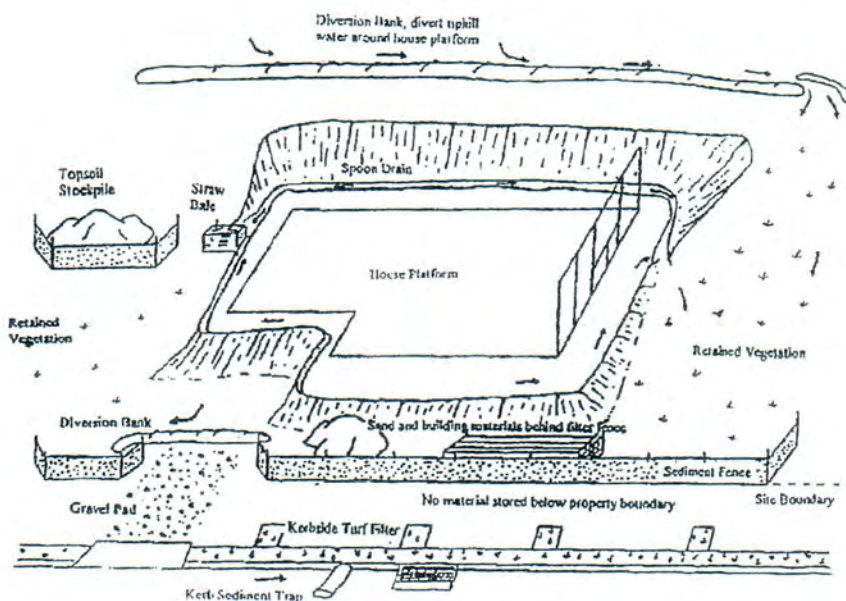 Diversion Bank, divert uphill
water around house platform
Topsoil
Stockpile
Straw
Bale
Spoon Drain
House Platform
Retained
Vegetation
Retained Vegetation
Diversion Bank
Sand and building materials behind filter fence
Sediment Fence
Gravel Pad
No material stored below property boundary
Site Boundary
Kerbside Turf Filter
Kerb Sediment Trap